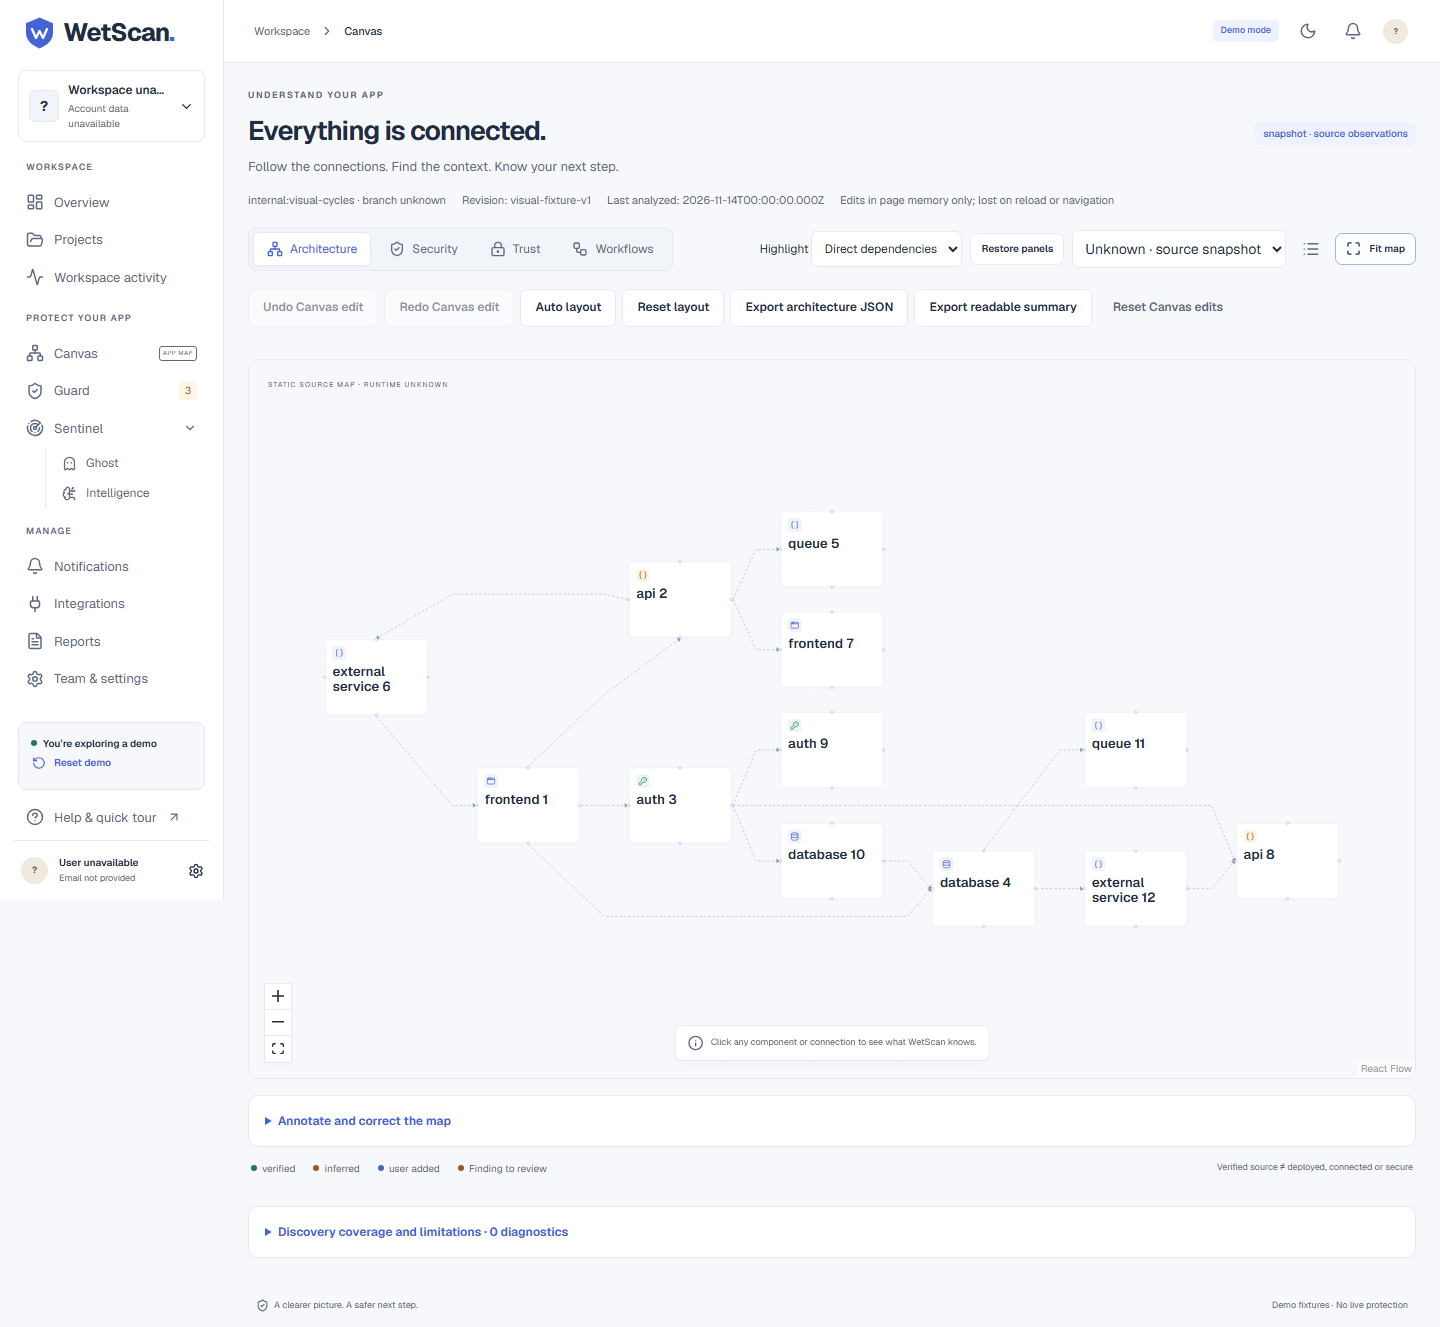 WetScan.
?
Workspace una...
Account data
unavailable
WORKSPACE
Overview
Projects
Workspace activity
PROTECT YOUR APP
Canvas
APP MAP
Guard
3
Sentinel
Ghost
Intelligence
MANAGE
Notifications
Integrations
Reports
Team & settings
You're exploring a demo
Reset demo
Help & quick tour
?
User unavailable
Email not provided
Workspace
Canvas
Demo mode
?
UNDERSTAND YOUR APP
Everything is connected.
snapshot · source observations
Follow the connections. Find the context. Know your next step.
internal:visual-cycles · branch unknown
Revision: visual-fixture-v1
Last analyzed: 2026-11-14T00:00:00.000Z
Edits in page memory only; lost on reload or navigation
Architecture
Security
Trust
Workflows
Highlight
Direct dependencies
Restore panels
Unknown · source snapshot
Fit map
Undo Canvas edit
Redo Canvas edit
Auto layout
Reset layout
Export architecture JSON
Export readable summary
Reset Canvas edits
STATIC SOURCE MAP · RUNTIME UNKNOWN
queue 5
api 2
frontend 7
external
service 6
auth 9
queue 11
frontend 1
auth 3
database 10
api 8
database 4
external
service 12
Click any component or connection to see what WetScan knows.
React Flow
Annotate and correct the map
verified
inferred
user added
Finding to review
Verified source ≠ deployed, connected or secure
Discovery coverage and limitations · 0 diagnostics
A clearer picture. A safer next step.
Demo fixtures · No live protection